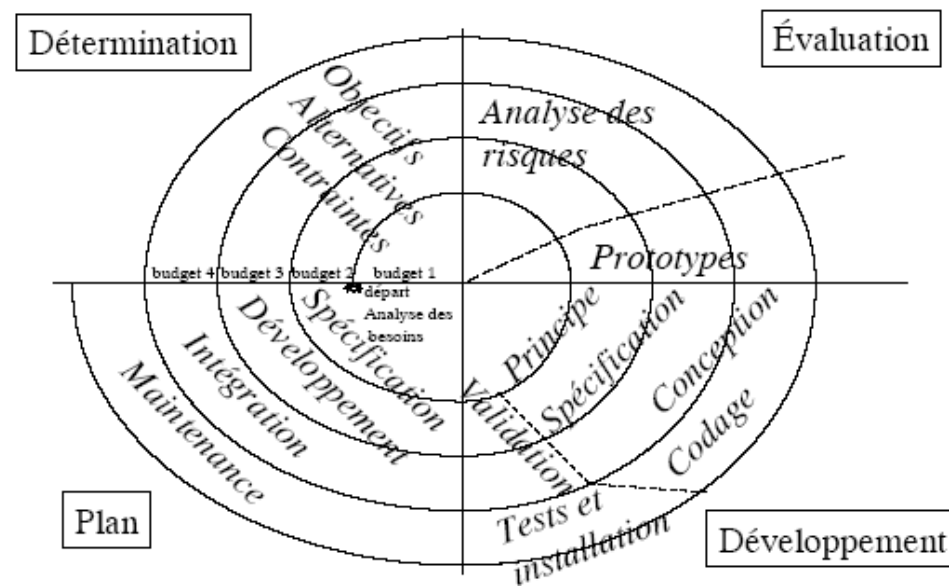 Détermination
Évaluation
Objectifs
Alternatives
Contraintes
Analyse des
risques
Prototypes
budget 4
budget 3
budget 2
budget 1
départ
Analyse des
besoins
Spécification
Développement
Intégration
Maintenance
Principe
Spécification
Conception
Codage
Validation
Tests et
installation
Plan
Développement